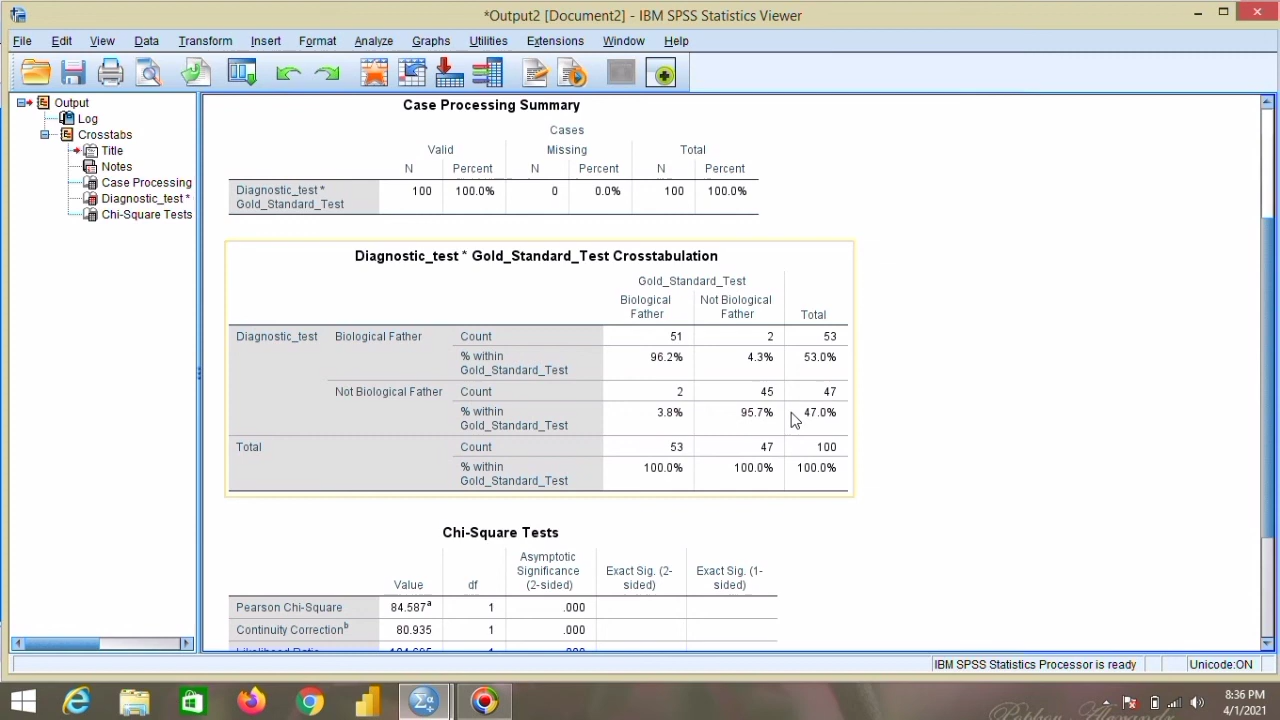 *Output2 [Document2] - IBM SPSS Statistics Viewer
File Edit View Data Transform Insert Format Analyze Graphs Utilities Extensions Window Help
Output
Log
Crosstabs
Title
Notes
Case Processing
Diagnostic_test *
Chi-Square Tests
Case Processing Summary
Cases
Valid Missing Total
N Percent N Percent N Percent
Diagnostic_test * 100 100.0% 0 0.0% 100 100.0%
Gold_Standard_Test
Diagnostic_test * Gold_Standard_Test Crosstabulation
Gold_Standard_Test
Biological Not Biological
Father Father Total
Diagnostic_test Biological Father Count 51 2 53
% within 96.2% 4.3% 53.0%
Gold_Standard_Test
Not Biological Father Count 2 45 47
% within 3.8% 95.7% 47.0%
Gold_Standard_Test
Total Count 53 47 100
% within 100.0% 100.0% 100.0%
Gold_Standard_Test
Chi-Square Tests
Asymptotic
Significance Exact Sig. (2- Exact Sig. (1-
Value df (2-sided) sided) sided)
Pearson Chi-Square 84.587a 1 .000
Continuity Correctionb 80.935 1 .000
IBM SPSS Statistics Processor is ready Unicode:ON
8:36 PM
4/1/2021